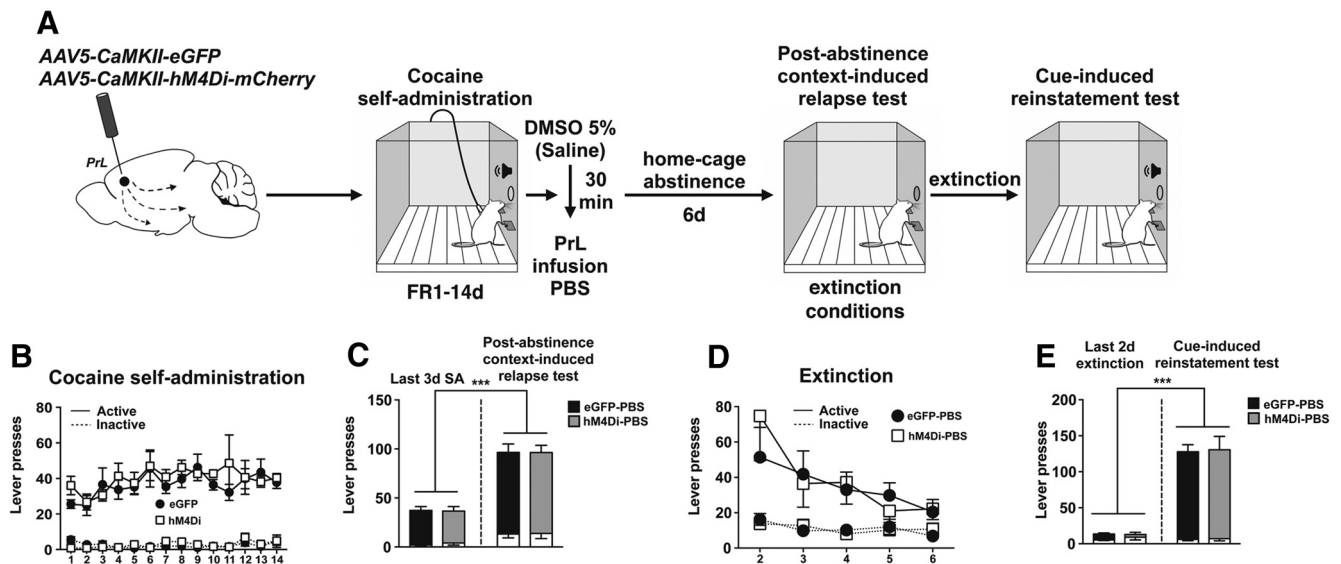 A
AAV5-CaMKII-eGFP
AAV5-CaMKII-hM4Di-mCherry
PrL
Cocaine
self-administration
FR1-14d
DMSO 5%
(Saline)
30
min
PrL
infusion
PBS
home-cage
abstinence
6d
Post-abstinence
context-induced
relapse test
extinction
conditions
extinction
Cue-induced
reinstatement test
B
Cocaine self-administration
Lever presses
80
60
40
20
0
Active
Inactive
eGFP
hM4Di
1 2 3 4 5 6 7 8 9 10 11 12 13 14
C
Post-abstinence
context-induced
relapse test
Last 3d SA
***
Lever presses
150
100
50
0
eGFP-PBS
hM4Di-PBS
D
Extinction
Lever presses
80
60
40
20
0
Active
Inactive
eGFP-PBS
hM4Di-PBS
2 3 4 5 6
E
Last 2d
extinction
Cue-induced
reinstatement test
***
Lever presses
200
150
100
50
0
eGFP-PBS
hM4Di-PBS